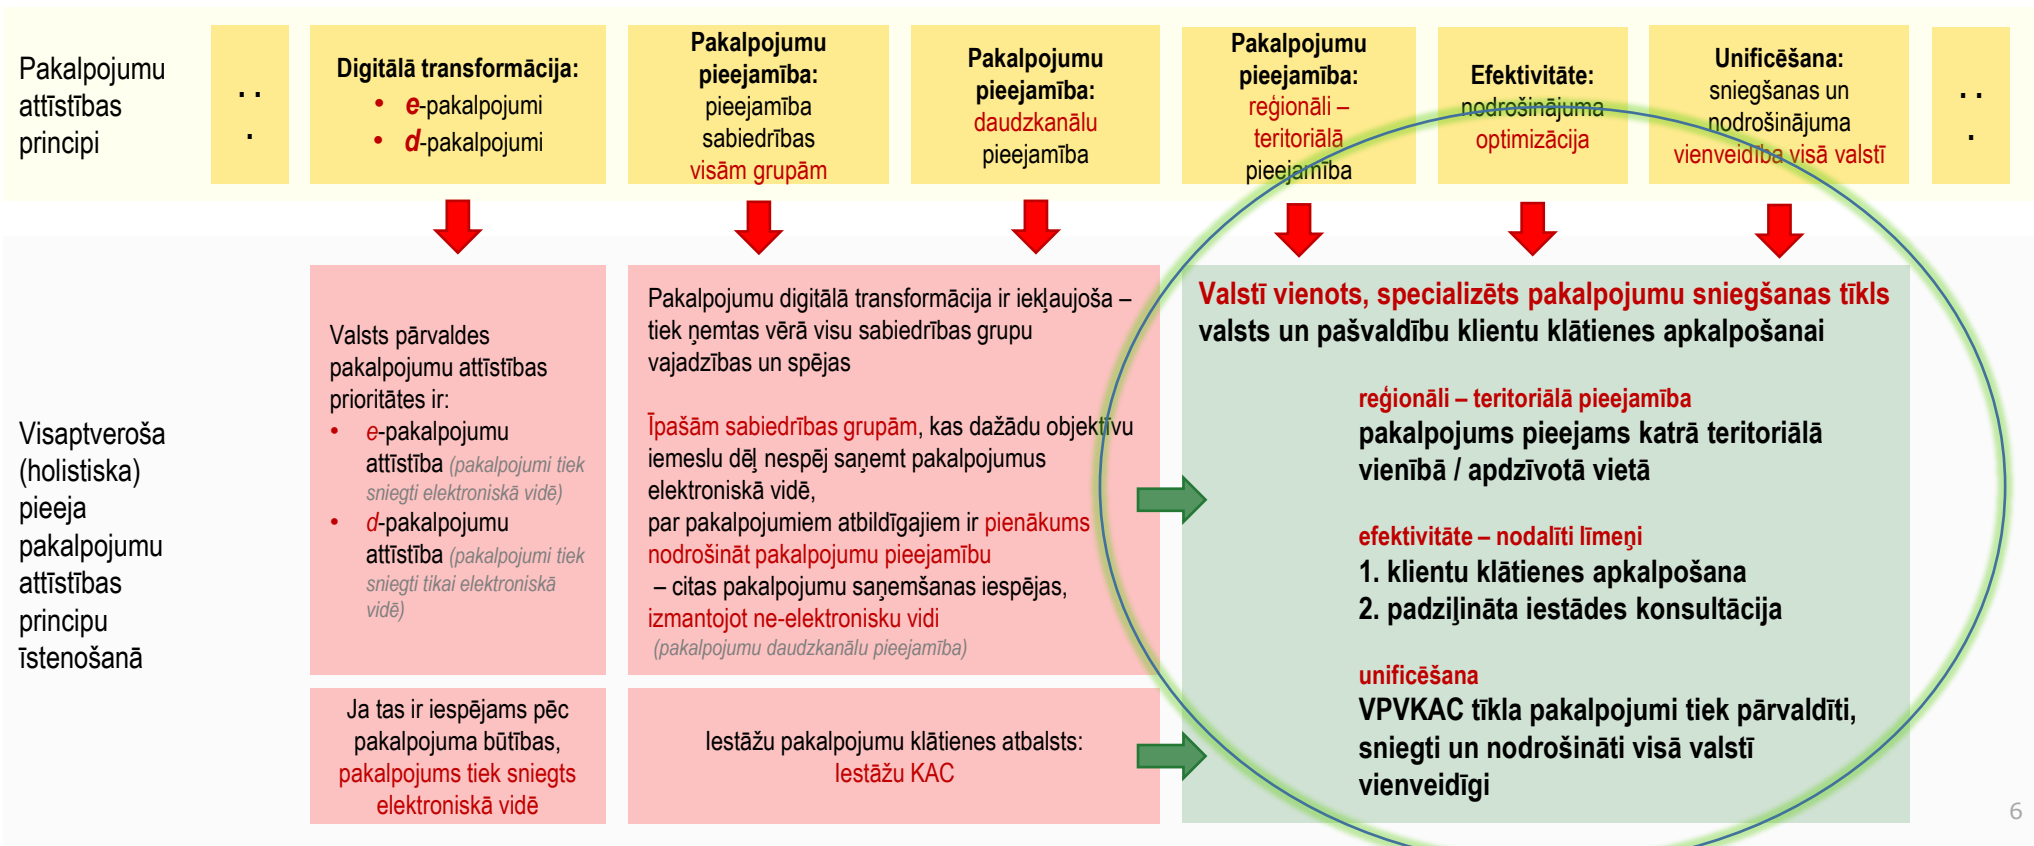 Pakalpojumu
attīstības
principi
. .
.
Digitālā transformācija:
• e-pakalpojumi
• d-pakalpojumi
Pakalpojumu
pieejamība:
pieejamība
sabiedrības
visām grupām
Pakalpojumu
pieejamība:
daudzkanālu
pieejamība
Pakalpojumu
pieejamība:
reģionāli –
teritoriālā
pieejamība
Efektivitāte:
nodrošinājuma
optimizācija
Unificēšana:
sniegšanas un
nodrošinājuma
vienveidība visā valstī
. .
.
Visaptveroša
(holistiska)
pieeja
pakalpojumu
attīstības
principu
īstenošanā
Valsts pārvaldes
pakalpojumu attīstības
prioritātes ir:
• e-pakalpojumu
attīstība (pakalpojumi tiek
sniegti elektroniskā vidē)
• d-pakalpojumu
attīstība (pakalpojumi tiek
sniegti tikai elektroniskā
vidē)
Ja tas ir iespējams pēc
pakalpojuma būtības,
pakalpojums tiek sniegts
elektroniskā vidē
Pakalpojumu digitālā transformācija ir iekļaujoša –
tiek ņemtas vērā visu sabiedrības grupu
vajadzības un spējas
Īpašām sabiedrības grupām, kas dažādu objektīvu
iemeslu dēļ nespēj saņemt pakalpojumus
elektroniskā vidē,
par pakalpojumiem atbildīgajiem ir pienākums
nodrošināt pakalpojumu pieejamību
– citas pakalpojumu saņemšanas iespējas,
izmantojot ne-elektronisku vidi
(pakalpojumu daudzkanālu pieejamība)
Iestāžu pakalpojumu klātienes atbalsts:
Iestāžu KAC
Valstī vienots, specializēts pakalpojumu sniegšanas tīkls
valsts un pašvaldību klientu klātienes apkalpošanai
reģionāli – teritoriālā pieejamība
pakalpojums pieejams katrā teritoriālā
vienībā / apdzīvotā vietā
efektivitāte – nodalīti līmeņi
1. klientu klātienes apkalpošana
2. padziļināta iestādes konsultācija
unificēšana
VPVKAC tīkla pakalpojumi tiek pārvaldīti,
sniegti un nodrošināti visā valstī
vienveidīgi
6